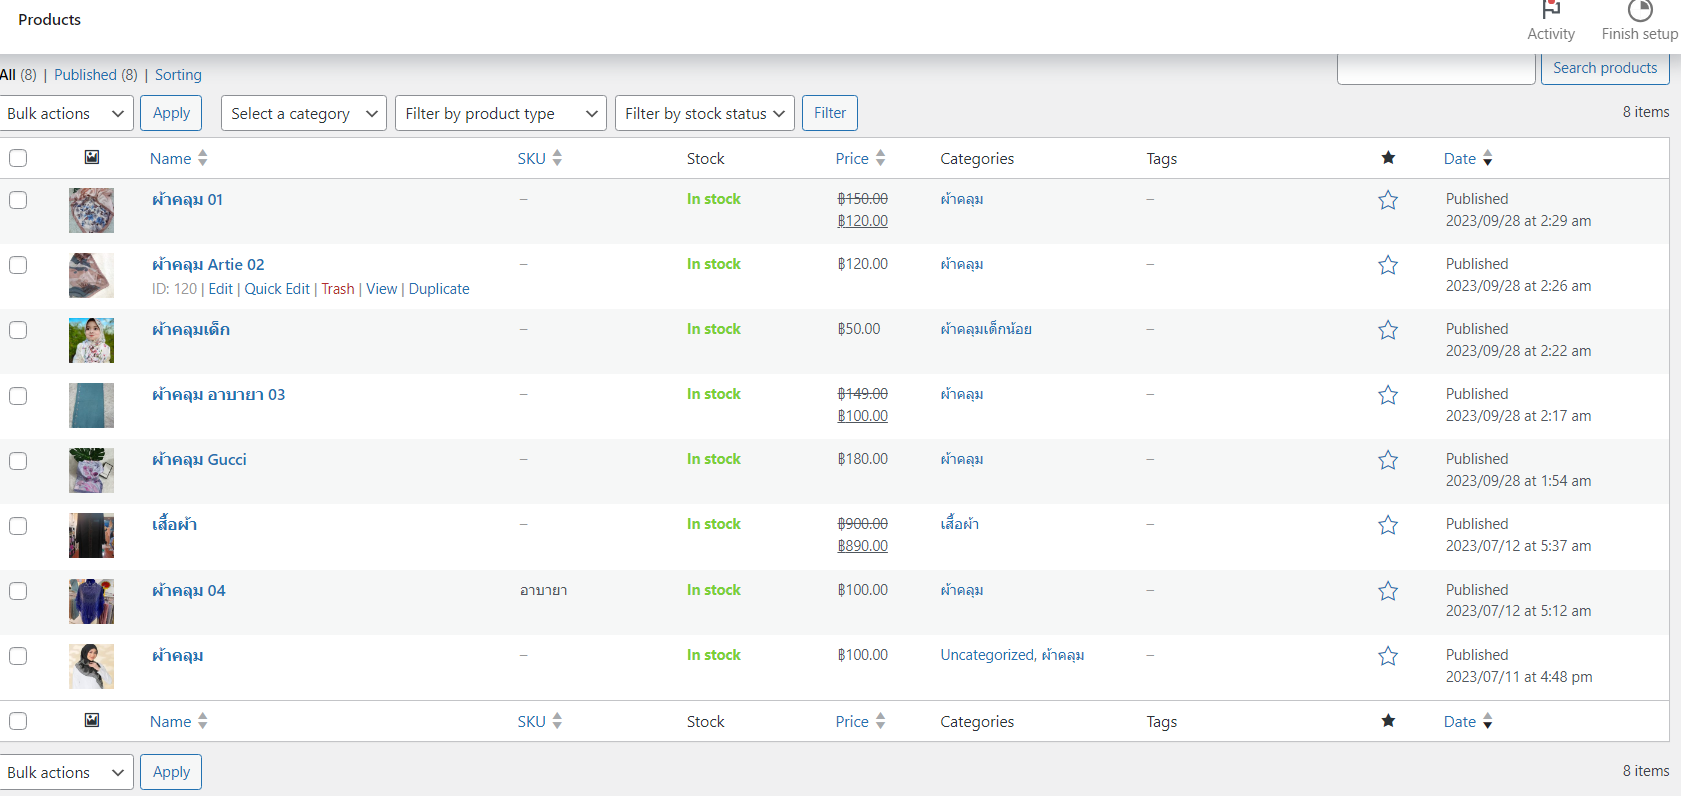 Products
Activity
Finish setup
All (8) | Published (8) | Sorting
Search products
Bulk actions Apply Select a category Filter by product type Filter by stock status Filter
8 items
Name SKU Stock Price Categories Tags Date
ผ้าคลุม 01 – In stock ฿150.00 ผ้าคลุม – Published
฿120.00 2023/09/28 at 2:29 am
ผ้าคลุม Artie 02 – In stock ฿120.00 ผ้าคลุม – Published
ID: 120 | Edit | Quick Edit | Trash | View | Duplicate 2023/09/28 at 2:26 am
ผ้าคลุมเด็ก – In stock ฿50.00 ผ้าคลุมเด็กน้อย – Published
2023/09/28 at 2:22 am
ผ้าคลุม อาบายา 03 – In stock ฿149.00 ผ้าคลุม – Published
฿100.00 2023/09/28 at 2:17 am
ผ้าคลุม Gucci – In stock ฿180.00 ผ้าคลุม – Published
2023/09/28 at 1:54 am
เสื้อผ้า – In stock ฿900.00 เสื้อผ้า – Published
฿890.00 2023/07/12 at 5:37 am
ผ้าคลุม 04 อาบายา In stock ฿100.00 ผ้าคลุม – Published
2023/07/12 at 5:12 am
ผ้าคลุม – In stock ฿100.00 Uncategorized, ผ้าคลุม – Published
2023/07/11 at 4:48 pm
Name SKU Stock Price Categories Tags Date
Bulk actions Apply
8 items